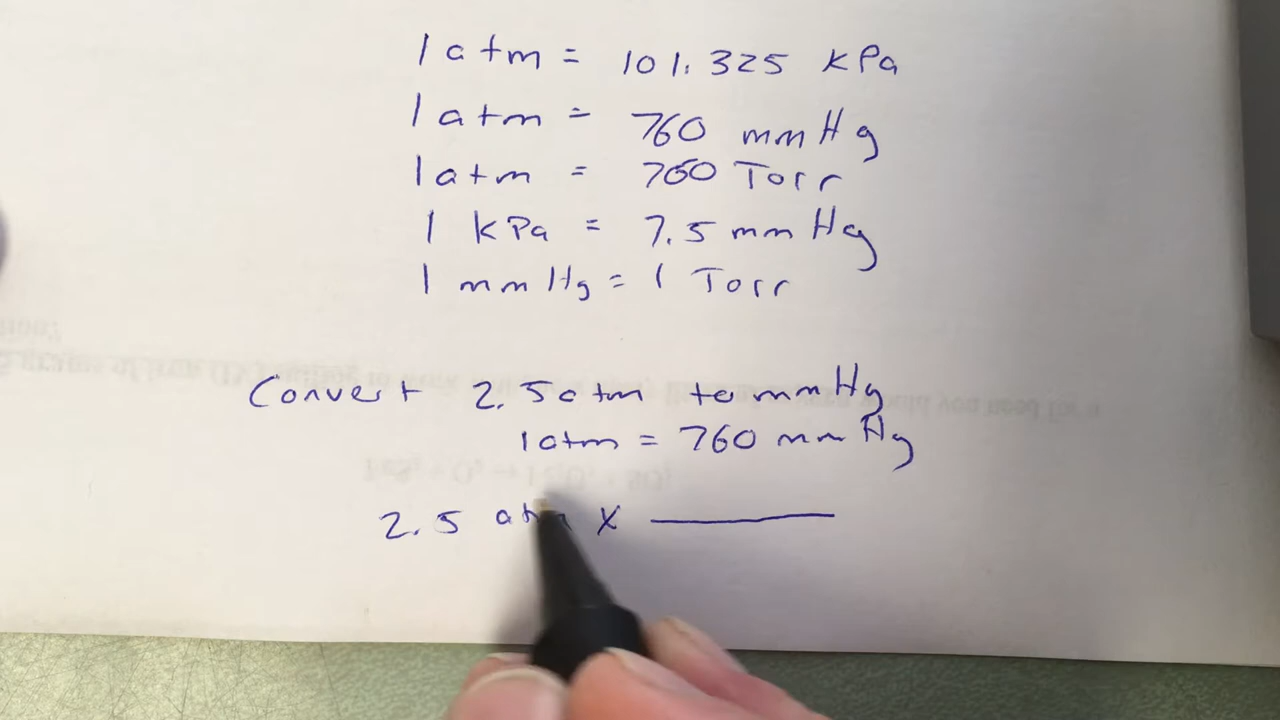 1 atm = 101.325 kPa
1 atm = 760 mmHg
1 atm = 760 Torr
1 kPa = 7.5 mmHg
1 mmHg = 1 Torr
Convert 2.5 atm to mmHg
1 atm = 760 mmHg
2.5 atm x